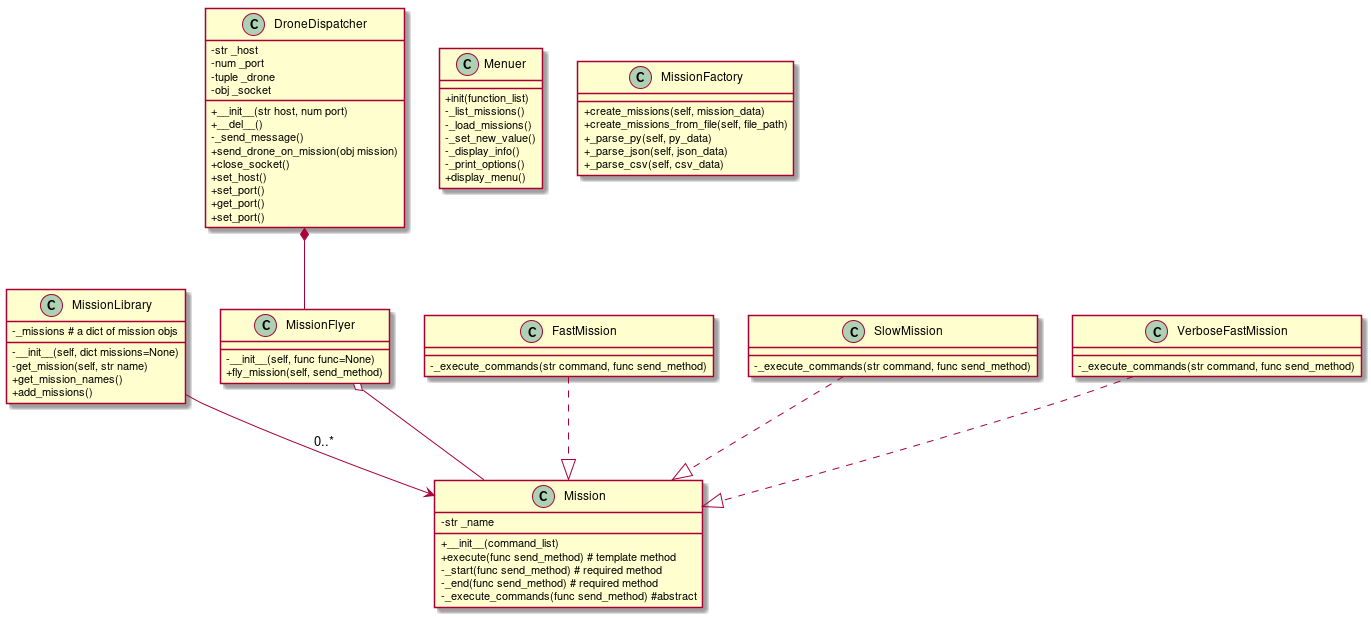 C DroneDispatcher
-str _host
-num _port
-tuple _drone
-obj _socket
+__init__(str host, num port)
+__del__()
-_send_message()
+send_drone_on_mission(obj mission)
+close_socket()
+set_host()
+set_port()
+get_port()
+set_port()
C Menuer
+init(function_list)
-_list_missions()
-_load_missions()
-_set_new_value()
-_display_info()
-_print_options()
+display_menu()
C MissionFactory
+create_missions(self, mission_data)
+create_missions_from_file(self, file_path)
+_parse_py(self, py_data)
+_parse_json(self, json_data)
+_parse_csv(self, csv_data)
C MissionLibrary
-_missions # a dict of mission objs
-__init__(self, dict missions=None)
-get_mission(self, str name)
+get_mission_names()
+add_missions()
C MissionFlyer
-__init__(self, func func=None)
+fly_mission(self, send_method)
C FastMission
-_execute_commands(str command, func send_method)
C SlowMission
-_execute_commands(str command, func send_method)
C VerboseFastMission
-_execute_commands(str command, func send_method)
0..*
C Mission
-str _name
+__init__(command_list)
+execute(func send_method) # template method
-_start(func send_method) # required method
-_end(func send_method) # required method
-_execute_commands(func send_method) #abstract